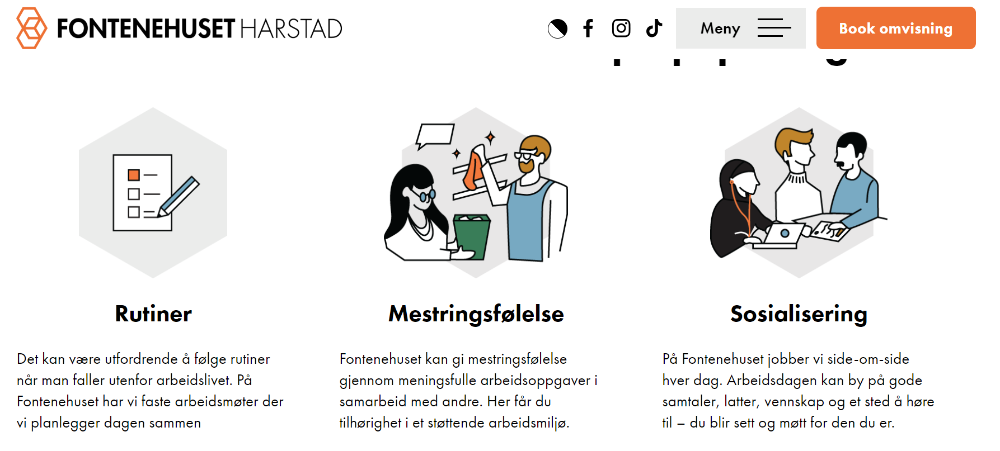 FONTENEHUSET HARSTAD
Meny
Book omvisning
Rutiner
Det kan være utfordrende å følge rutiner
når man faller utenfor arbeidslivet. På
Fontenehuset har vi faste arbeidsmøter der
vi planlegger dagen sammen
Mestringsfølelse
Fontenehuset kan gi mestringsfølelse
gjennom meningsfulle arbeidsoppgaver i
samarbeid med andre. Her får du
tilhørighet i et støttende arbeidsmiljø.
Sosialisering
På Fontenehuset jobber vi side-om-side
hver dag. Arbeidsdagen kan by på gode
samtaler, latter, vennskap og et sted å høre
til – du blir sett og møtt for den du er.